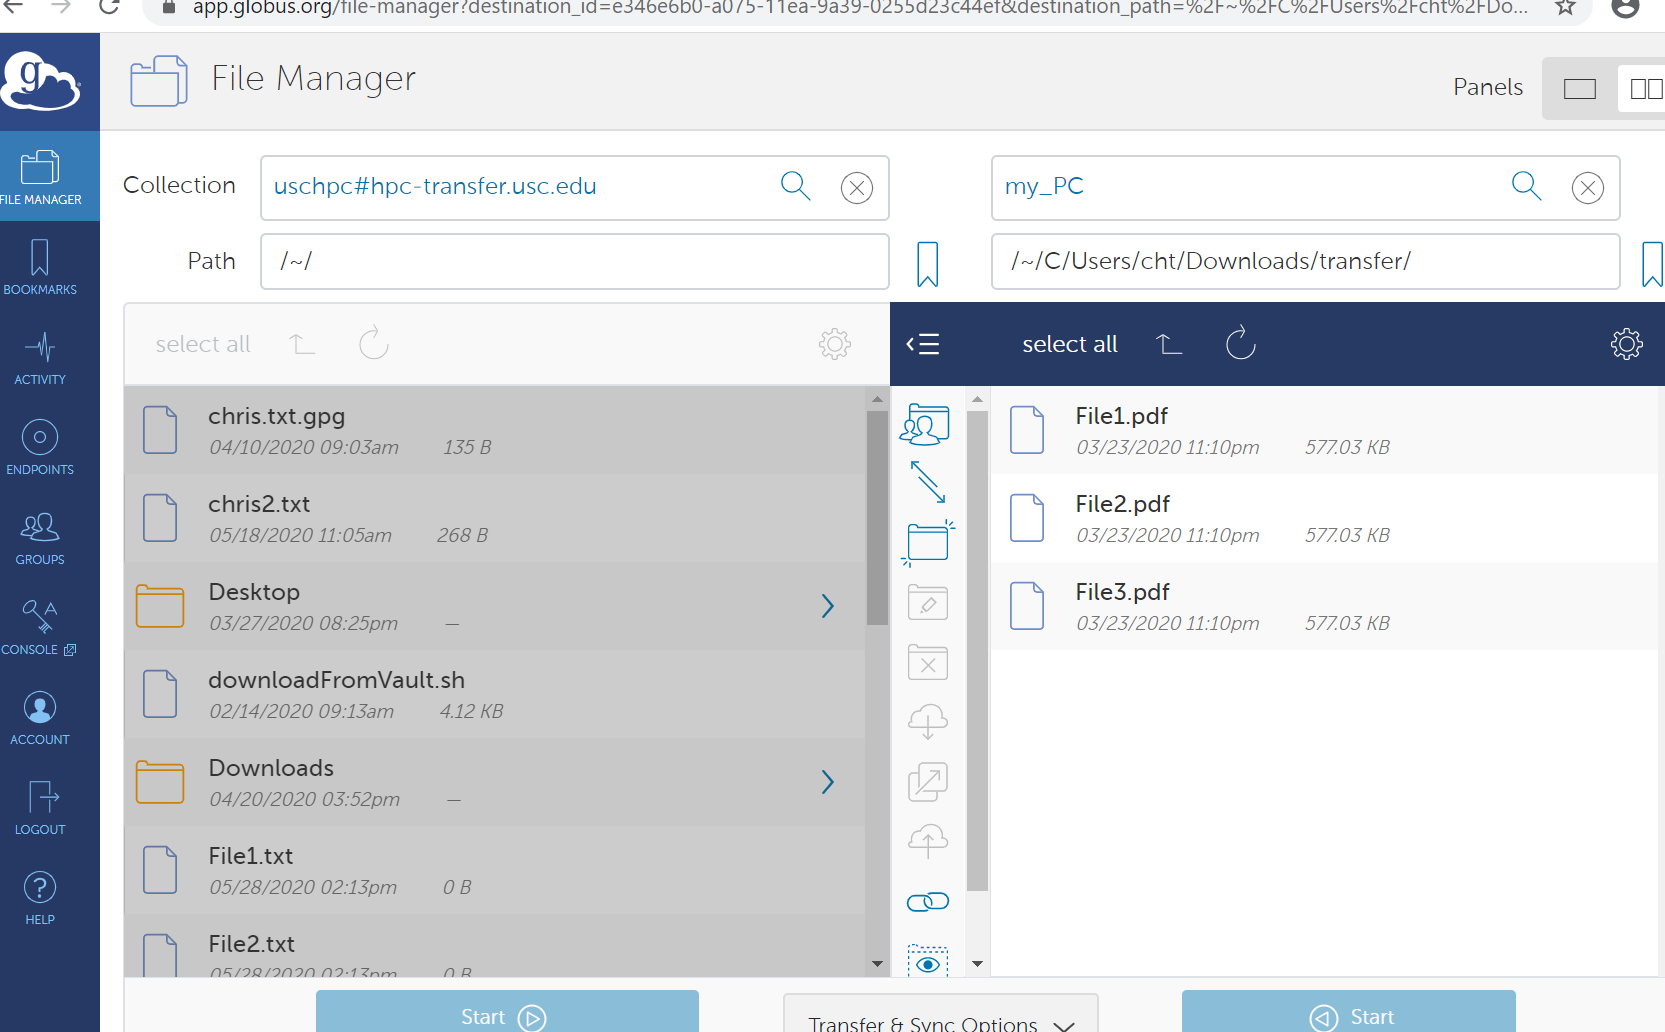 app.globus.org/file-manager?destination_id=e346e6b0-a075-11ea-9a39-0255d23c44ef&destination_path=%2F~%2FC%2FUsers%2Fcht%2FDo...
g
File Manager
Panels
FILE MANAGER
BOOKMARKS
ACTIVITY
ENDPOINTS
GROUPS
CONSOLE
ACCOUNT
LOGOUT
HELP
Collection
uschpc#hpc-transfer.usc.edu
my_PC
Path
/~/
/~/C/Users/cht/Downloads/transfer/
select all
chris.txt.gpg
04/10/2020 09:03am 135 B
chris2.txt
05/18/2020 11:05am 268 B
Desktop
03/27/2020 08:25pm —
downloadFromVault.sh
02/14/2020 09:13am 4.12 KB
Downloads
04/20/2020 03:52pm —
File1.txt
05/28/2020 02:13pm 0 B
File2.txt
05/28/2020 02:13pm 0 B
select all
File1.pdf
03/23/2020 11:10pm 577.03 KB
File2.pdf
03/23/2020 11:10pm 577.03 KB
File3.pdf
03/23/2020 11:10pm 577.03 KB
Start
Transfer & Sync Options
Start